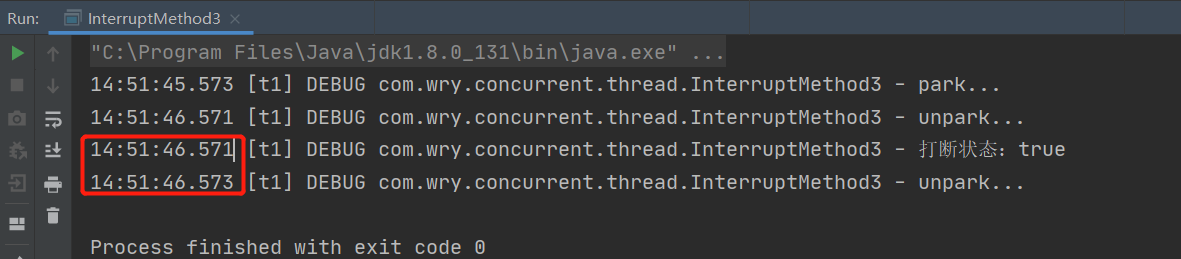 Run: InterruptMethod3 ×
"C:\Program Files\Java\jdk1.8.0_131\bin\java.exe" ...
14:51:45.573 [t1] DEBUG com.wry.concurrent.thread.InterruptMethod3 - park...
14:51:46.571 [t1] DEBUG com.wry.concurrent.thread.InterruptMethod3 - unpark...
14:51:46.571 [t1] DEBUG com.wry.concurrent.thread.InterruptMethod3 - 打断状态：true
14:51:46.573 [t1] DEBUG com.wry.concurrent.thread.InterruptMethod3 - unpark...
Process finished with exit code 0